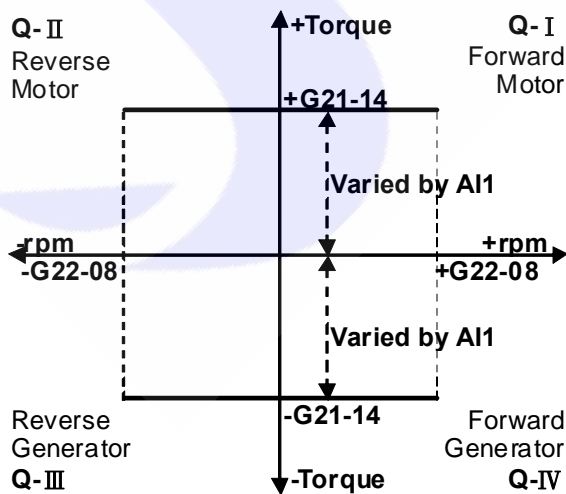 Q-Ⅱ
Reverse
Motor
+Torque
Q-Ⅰ
Forward
Motor
+G21-14
Varied by AI1
-rpm
-G22-08
+rpm
+G22-08
Varied by AI1
-G21-14
Reverse
Generator
Q-Ⅲ
-Torque
Forward
Generator
Q-Ⅳ